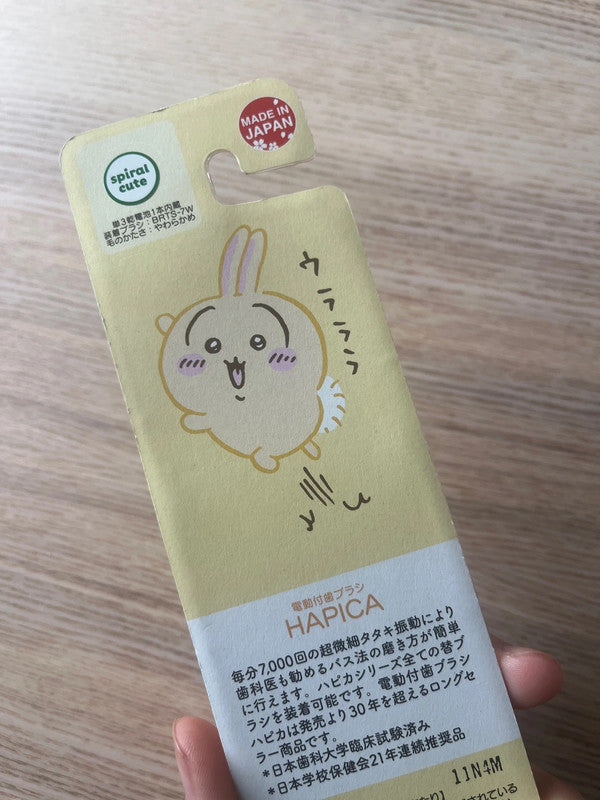 MADE IN
JAPAN
spiral
cute
単3乾電池1本内蔵
装着ブラシ：BRTS-7W
毛のかたさ：やわらかめ
ウラララ
電動付歯ブラシ
HAPICA
毎分7,000回の超微細タタキ振動により
歯科医も勧めるバス法の磨き方が簡単
に行えます。ハピカシリーズ全ての替ブ
ラシを装着可能です。電動付歯ブラシ
ハピカは発売より30年を超えるロングセ
ラー商品です。
*日本歯科大学臨床試験済み
*日本学校保健会21年連続推奨品
11N4M